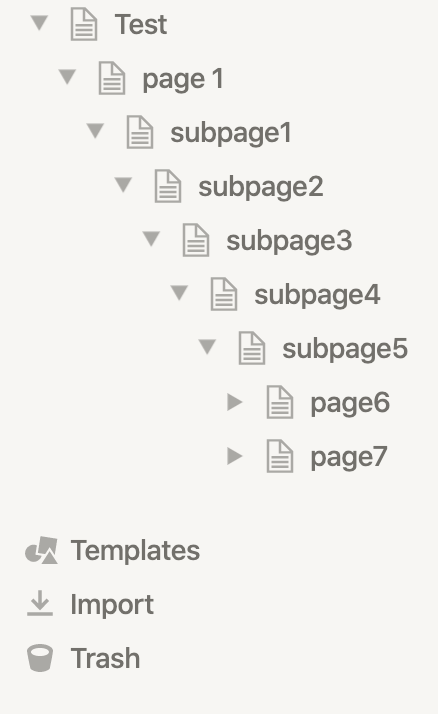 Test
page 1
subpage1
subpage2
subpage3
subpage4
subpage5
page6
page7
Templates
Import
Trash